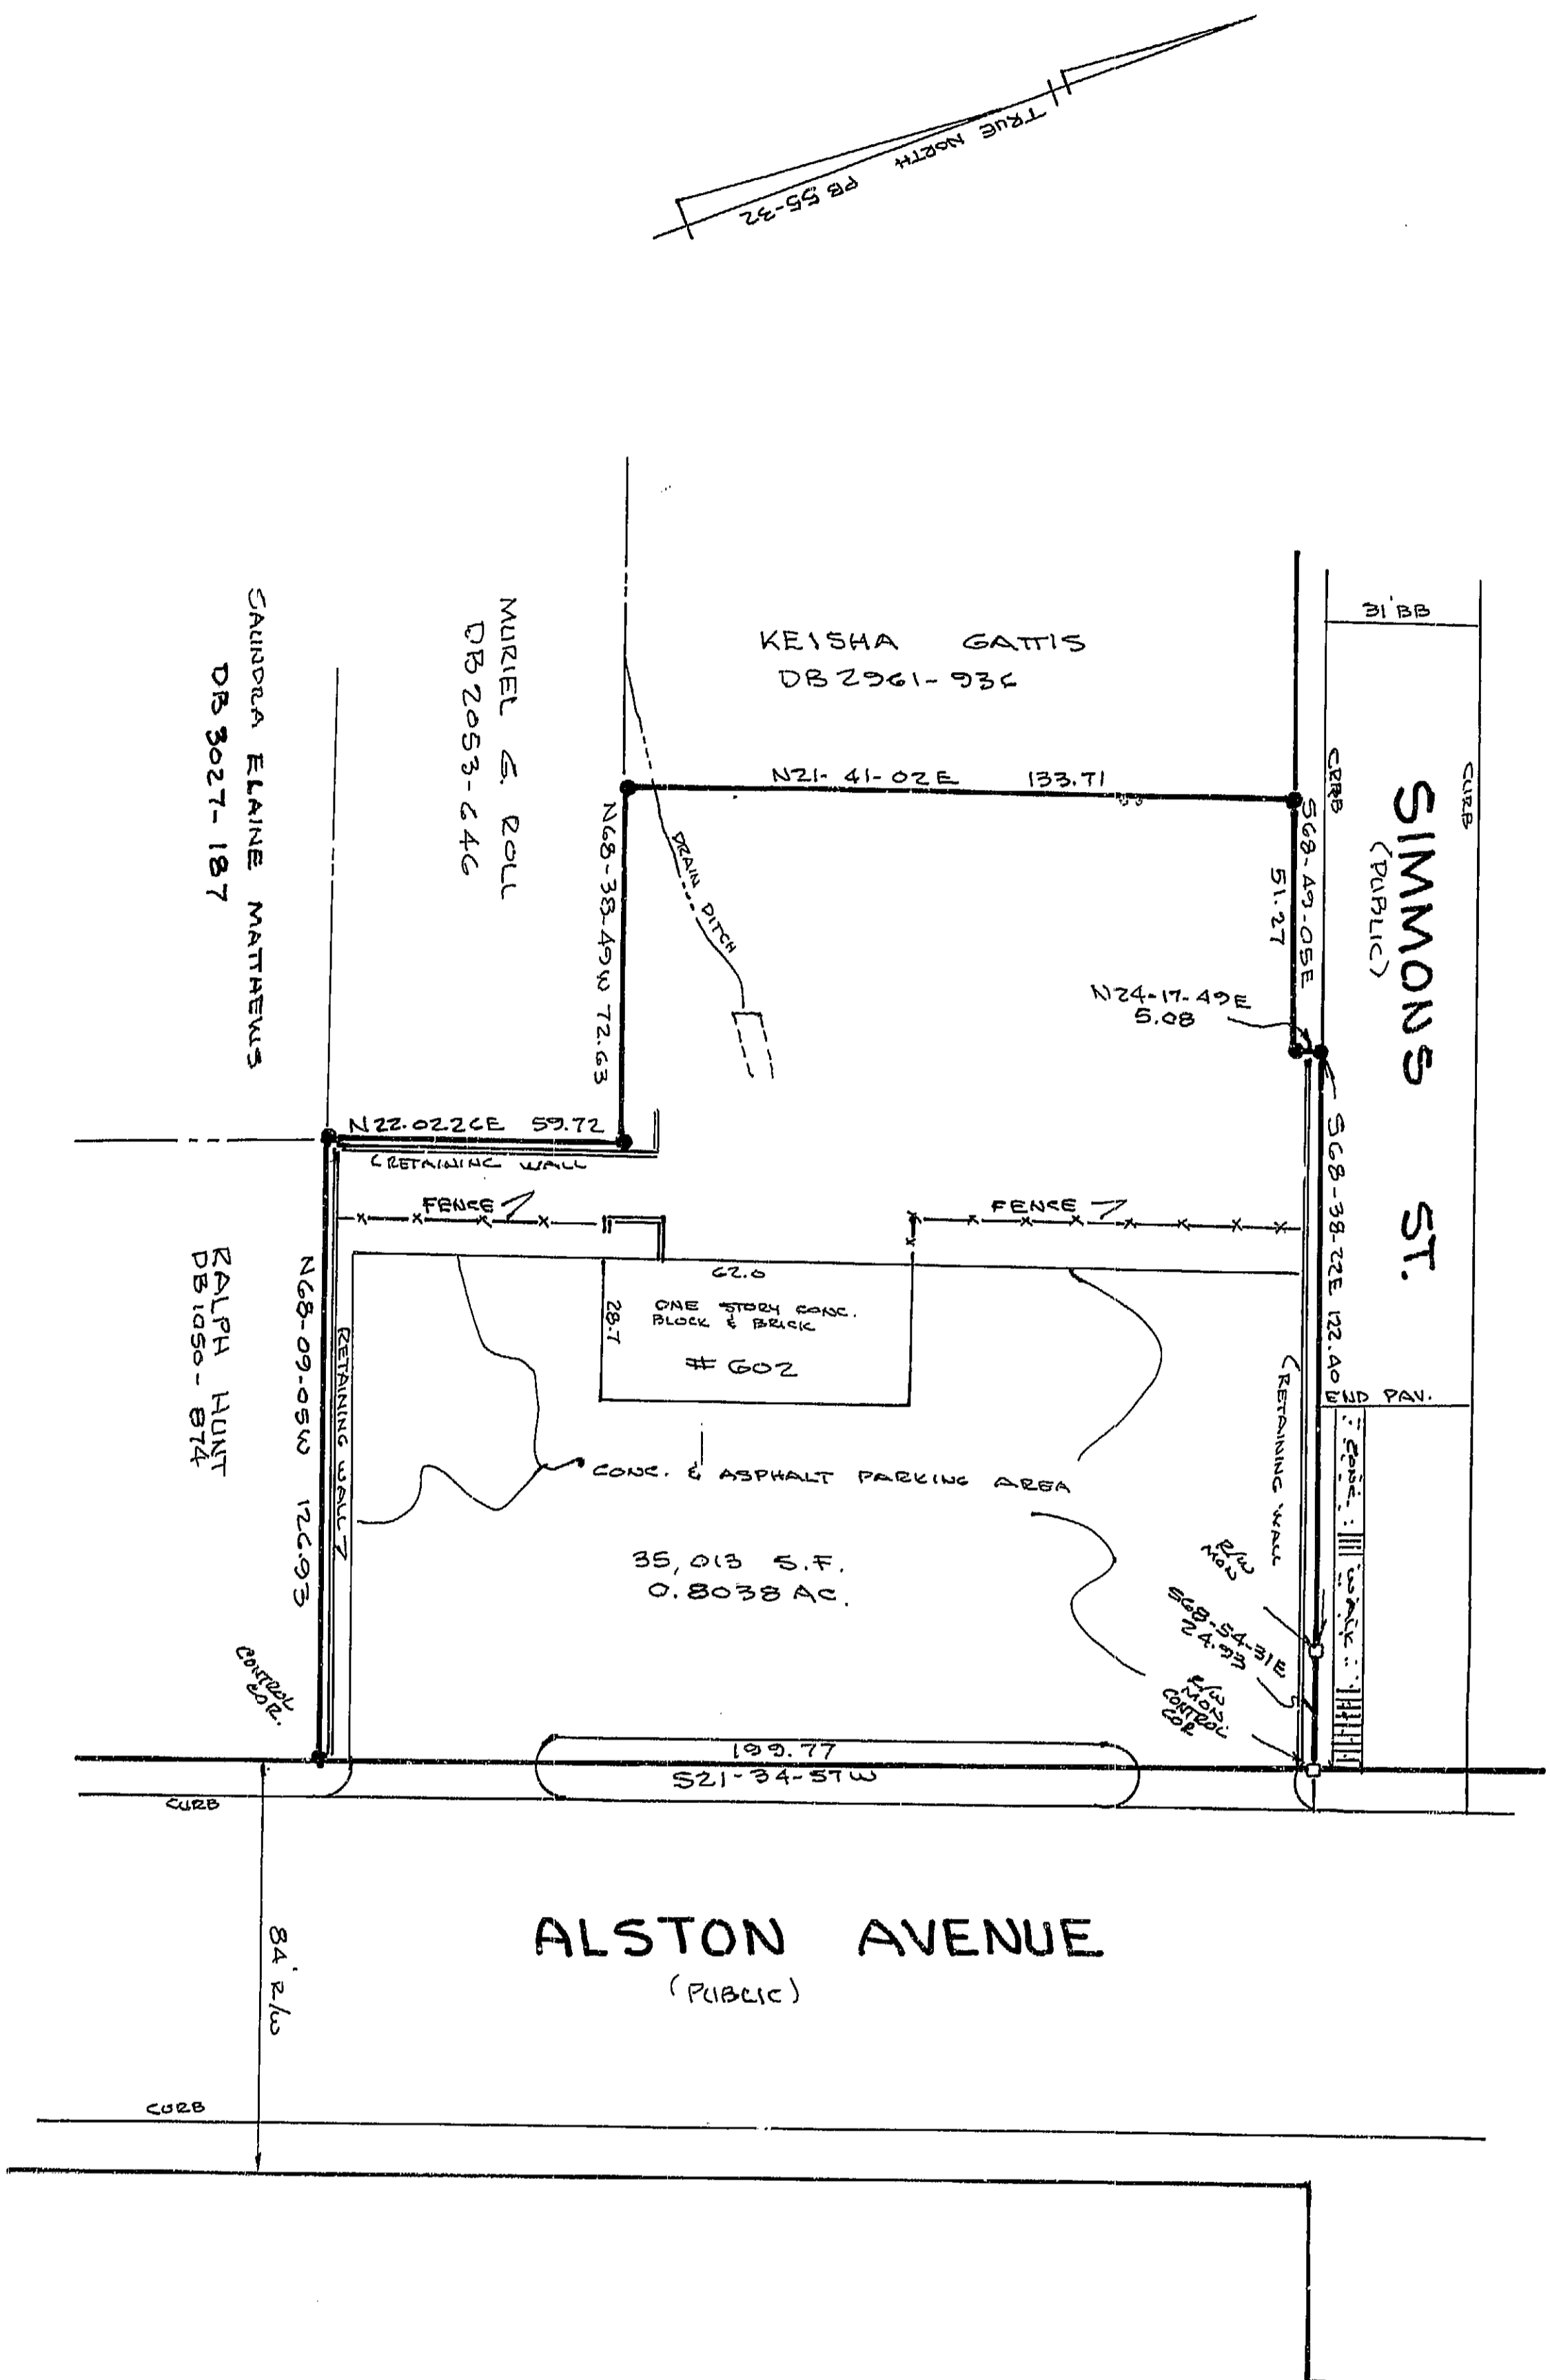 TRUE NORTH
PB 55-32
31' BB
KEISHA GATTIS
DB 2961-936
MURIEL G. ROLL
DB 2053-646
SAUNDRA ELAINE MATTHEWS
DB 3027-187
CURB
CURB
SIMMONS ST.
(PUBLIC)
N21-41-02E 133.71
S68-49-05E
51.27
N68-38-49W 72.63
DRAIN DITCH
N24-17-49E
5.08
S68-38-22E 122.40
N22-02-26E 59.72
RETAINING WALL
FENCE
FENCE
62.0
28.7
ONE STORY CONC.
BLOCK & BRICK
# 602
RALPH HUNT
DB 1050-874
N68-09-05W 126.93
RETAINING WALL
RETAINING WALL
END PAV.
CONC. WALK
CONC. & ASPHALT PARKING AREA
35,013 S.F.
0.8038 AC.
R/W
MON
S68-54-31E
24.93
R/W
MON.
CONTROL
COR
CONTROL
COR.
199.77
S21-34-57W
CURB
ALSTON AVENUE
(PUBLIC)
84' R/W
CURB